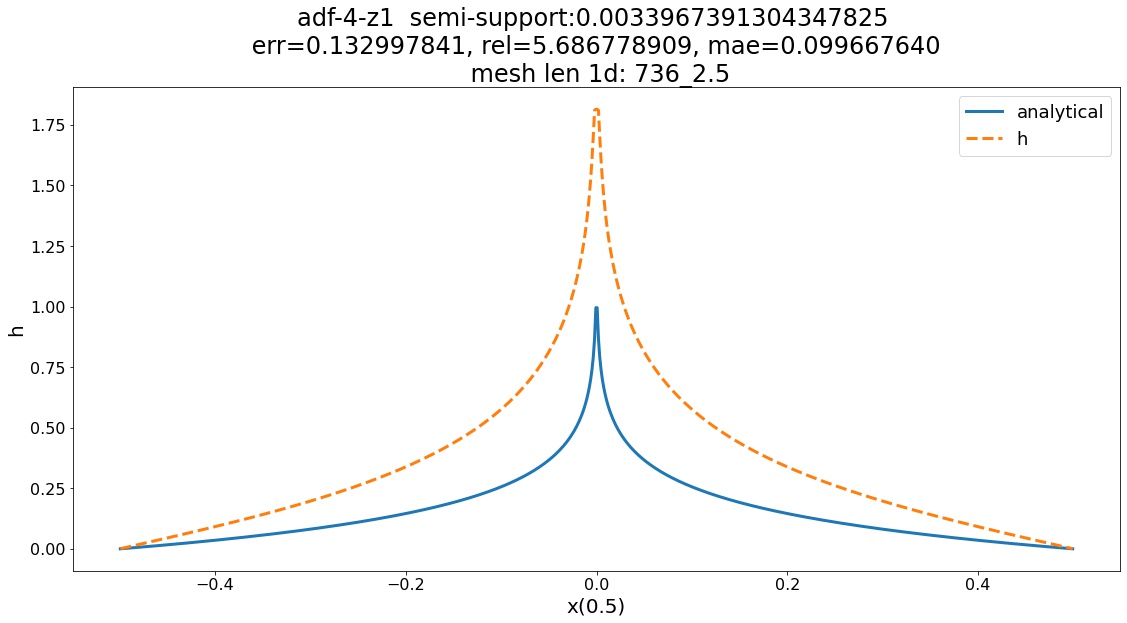 adf-4-z1  semi-support:0.0033967391304347825
err=0.132997841, rel=5.686778909, mae=0.099667640
mesh len 1d: 736_2.5
analytical
h
1.75
1.50
1.25
1.00
0.75
0.50
0.25
0.00
h
−0.4
−0.2
0.0
0.2
0.4
x(0.5)